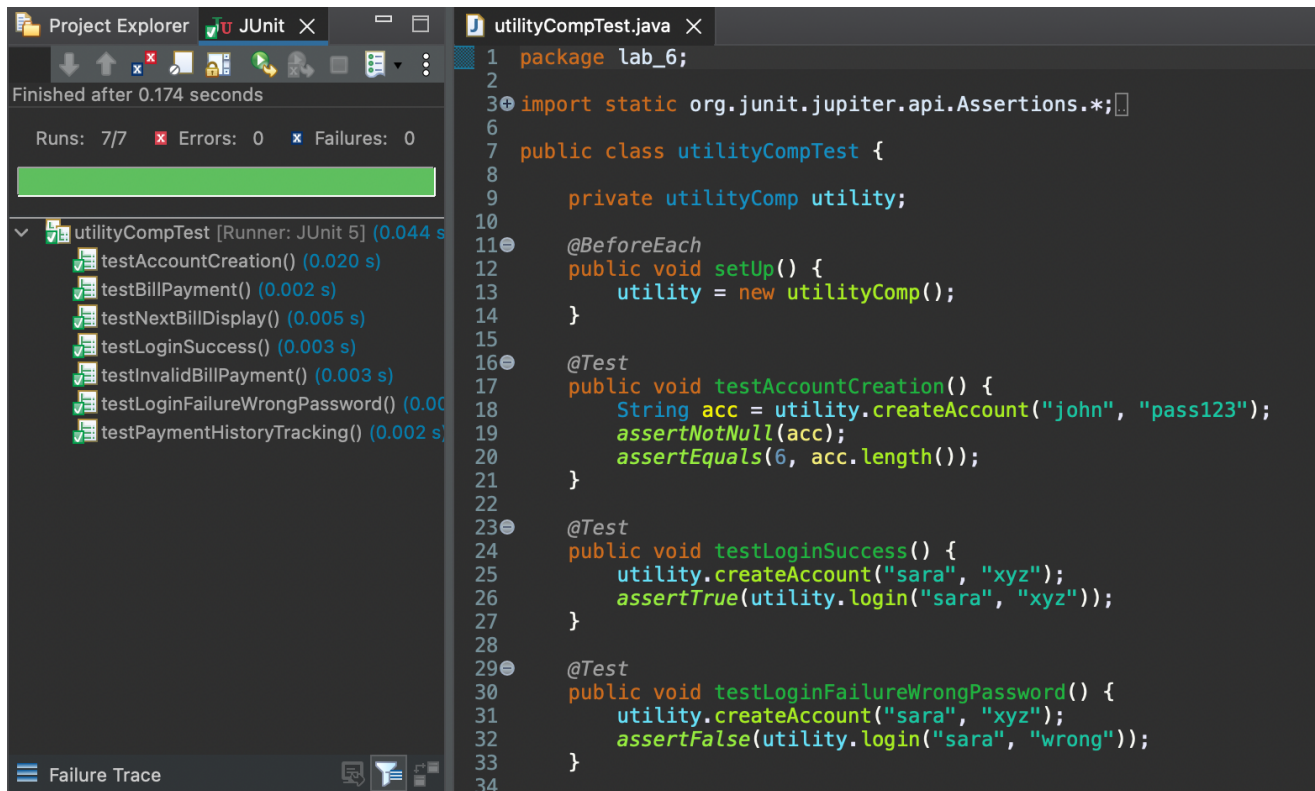 Project Explorer JUnit
Finished after 0.174 seconds
Runs: 7/7 Errors: 0 Failures: 0
utilityCompTest [Runner: JUnit 5] (0.044 s
testAccountCreation() (0.020 s)
testBillPayment() (0.002 s)
testNextBillDisplay() (0.005 s)
testLoginSuccess() (0.003 s)
testInvalidBillPayment() (0.003 s)
testLoginFailureWrongPassword() (0.00
testPaymentHistoryTracking() (0.002 s)
Failure Trace
utilityCompTest.java
1 package lab_6;
2
3 import static org.junit.jupiter.api.Assertions.*;
6
7 public class utilityCompTest {
8
9 private utilityComp utility;
10
11 @BeforeEach
12 public void setUp() {
13 utility = new utilityComp();
14 }
15
16 @Test
17 public void testAccountCreation() {
18 String acc = utility.createAccount("john", "pass123");
19 assertNotNull(acc);
20 assertEquals(6, acc.length());
21 }
22
23 @Test
24 public void testLoginSuccess() {
25 utility.createAccount("sara", "xyz");
26 assertTrue(utility.login("sara", "xyz"));
27 }
28
29 @Test
30 public void testLoginFailureWrongPassword() {
31 utility.createAccount("sara", "xyz");
32 assertFalse(utility.login("sara", "wrong"));
33 }
34